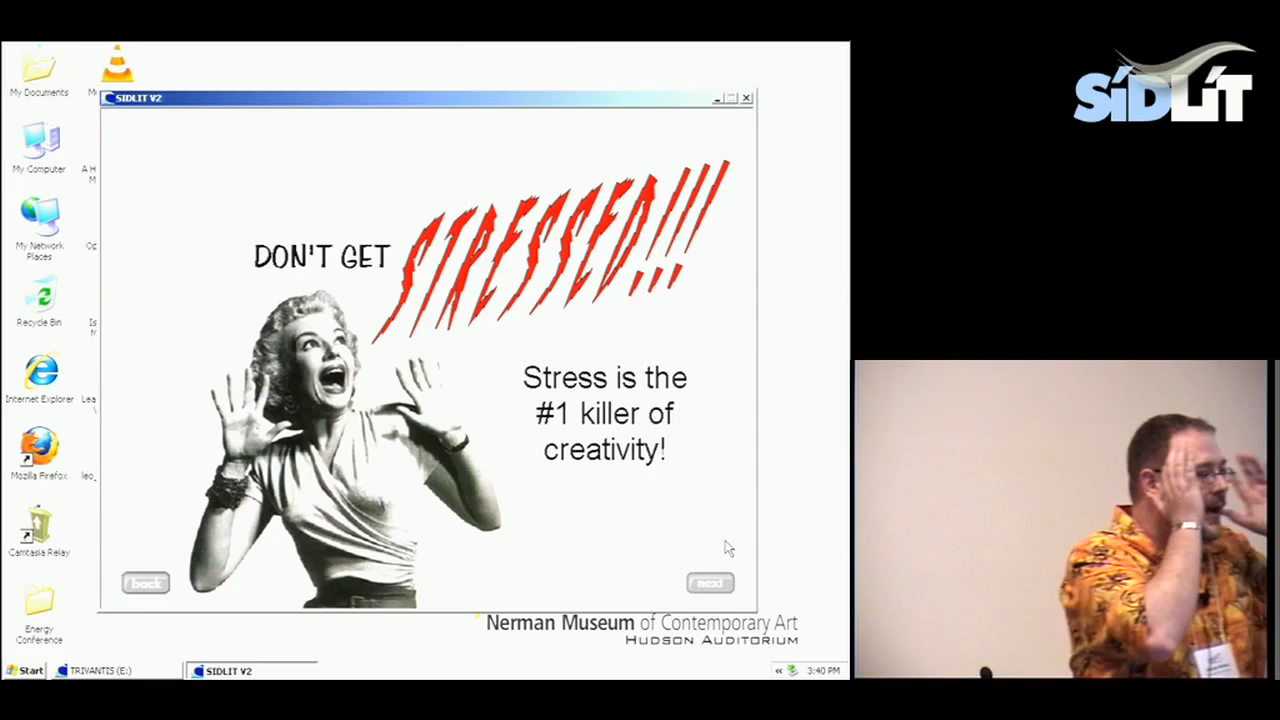 My Documents
My Computer
My Network
Places
Recycle Bin
Internet Explorer
Mozilla Firefox
Camtasia Relay
Energy
Conference
SIDLIT V2
DON'T GET
STRESSED!!!
Stress is the
#1 killer of
creativity!
back
next
Nerman Museum of Contemporary Art
HUDSON AUDITORIUM
Start
TRIVANTIS (E:)
SIDLIT V2
«
3:40 PM
SíDLíT